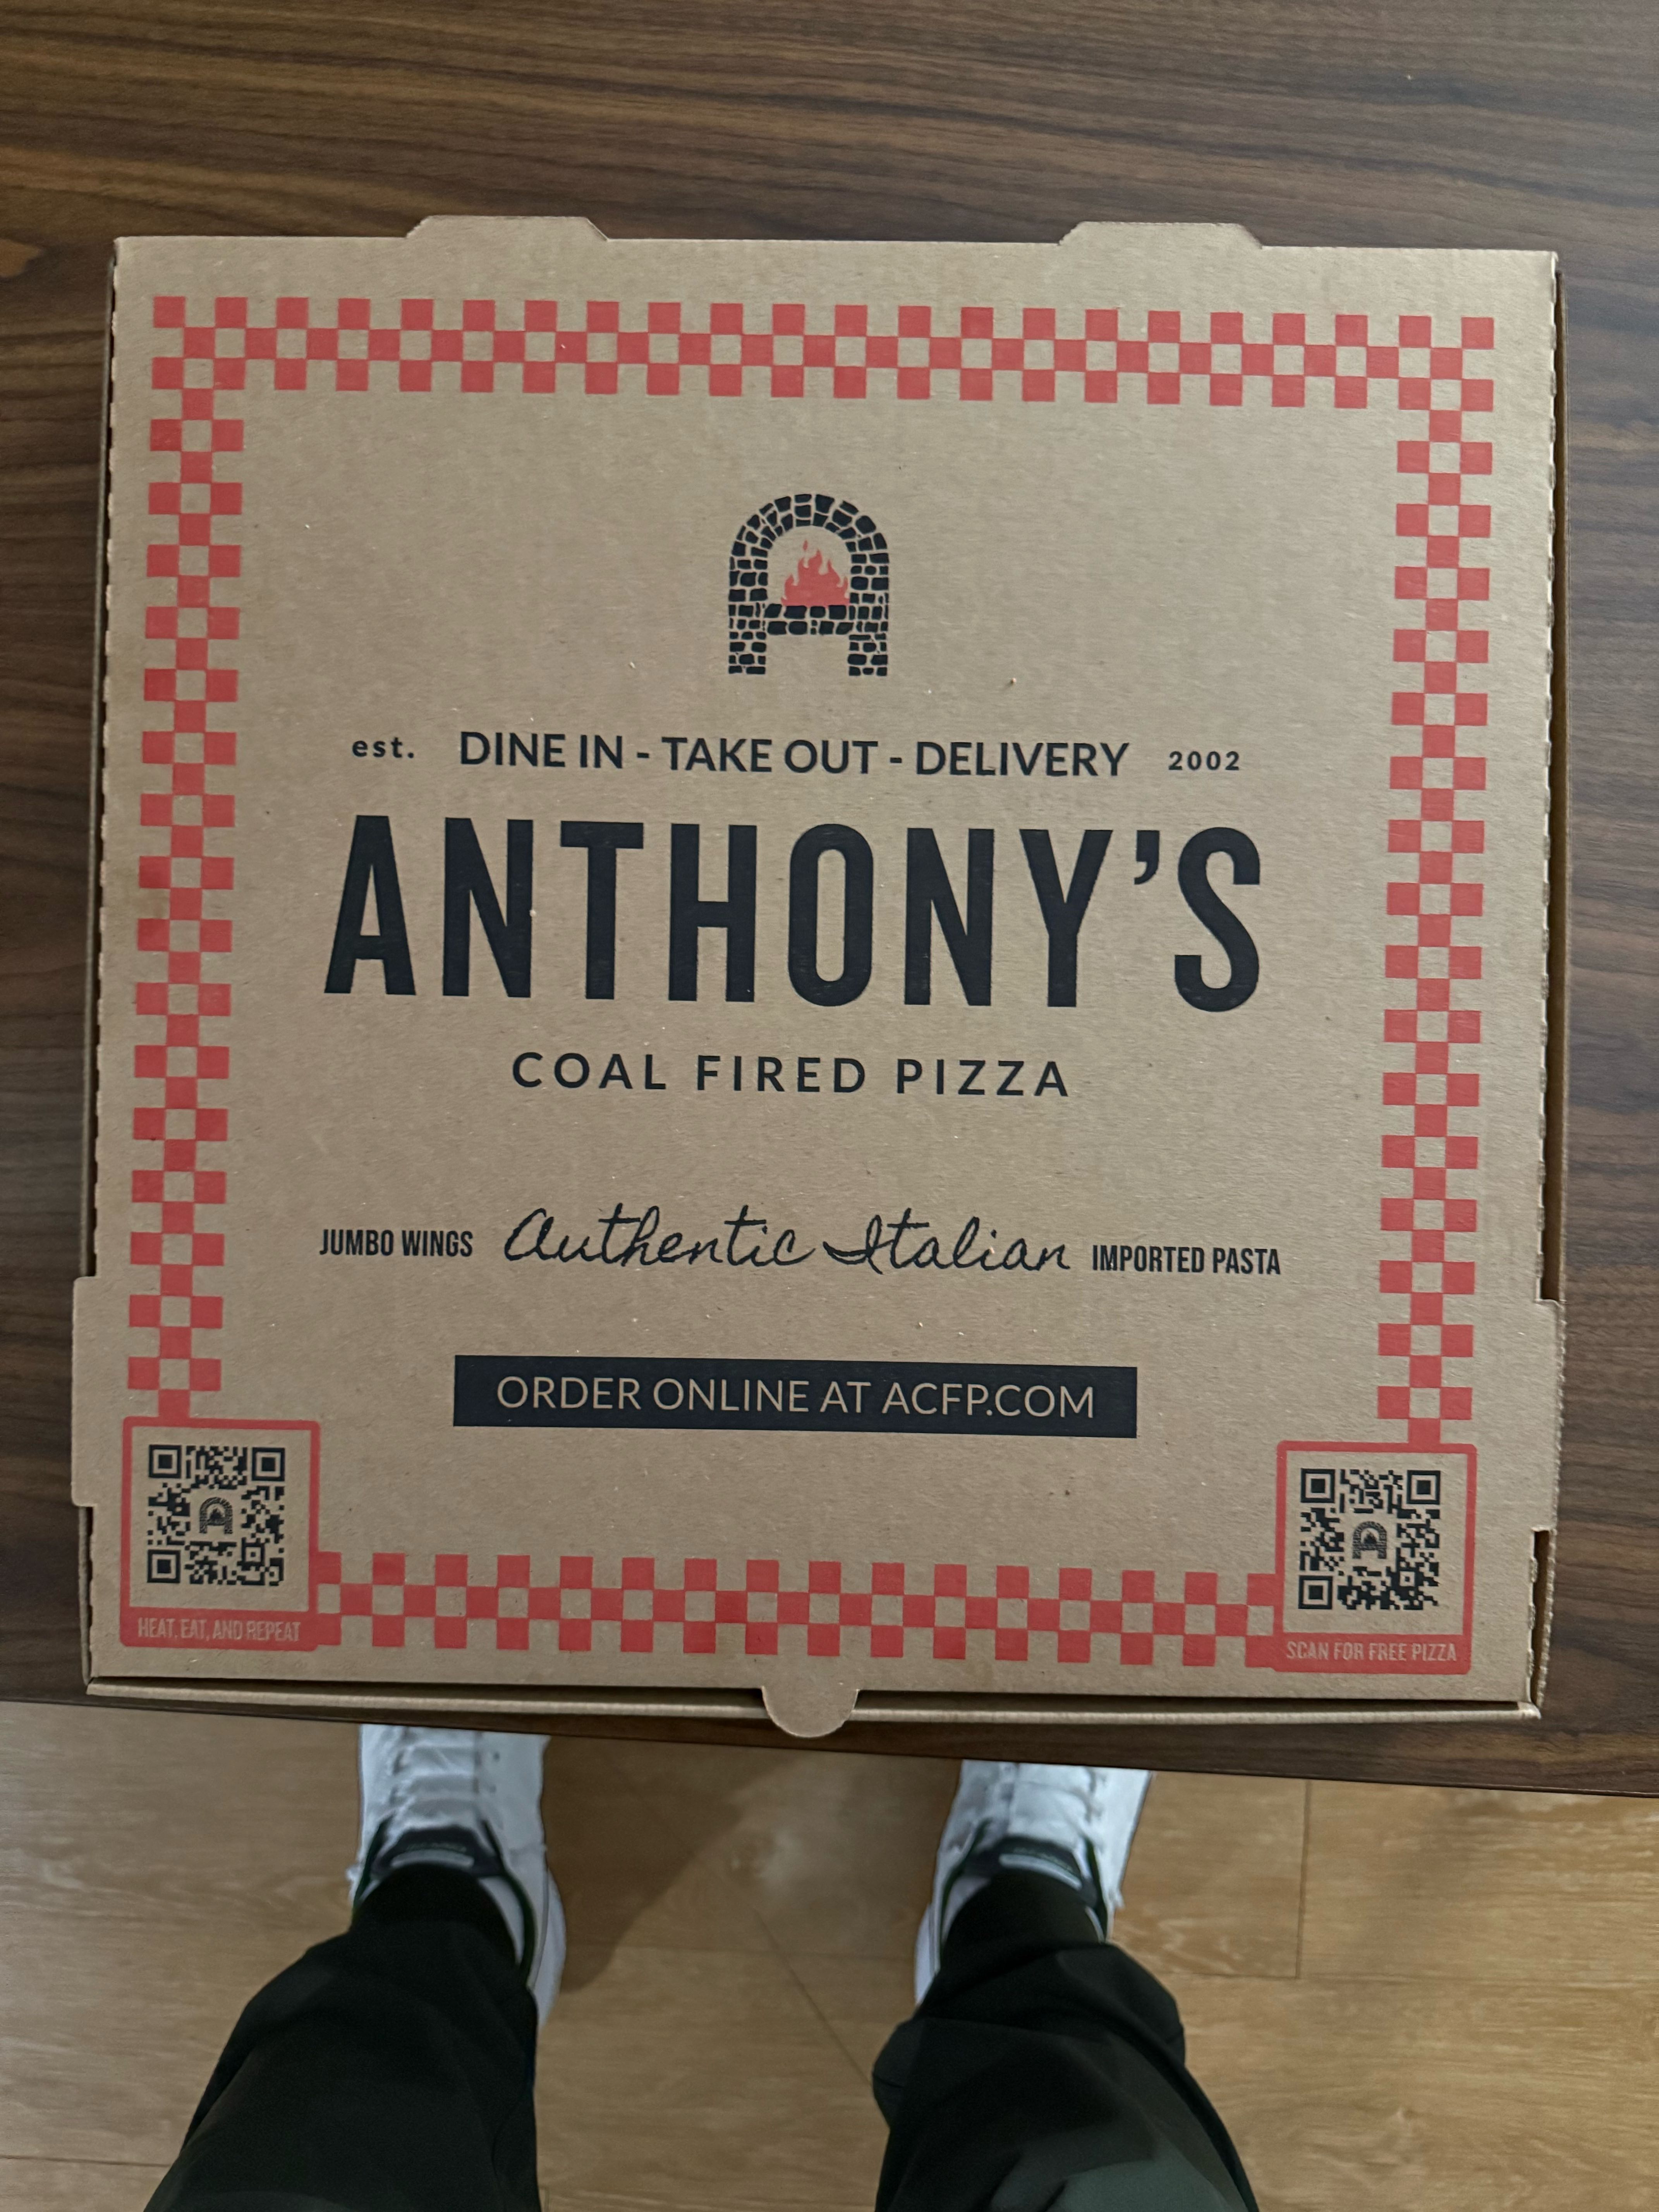 est. DINE IN - TAKE OUT - DELIVERY 2002
ANTHONY'S
COAL FIRED PIZZA
JUMBO WINGS Authentic Italian IMPORTED PASTA
ORDER ONLINE AT ACFP.COM
HEAT, EAT, AND REPEAT
SCAN FOR FREE PIZZA